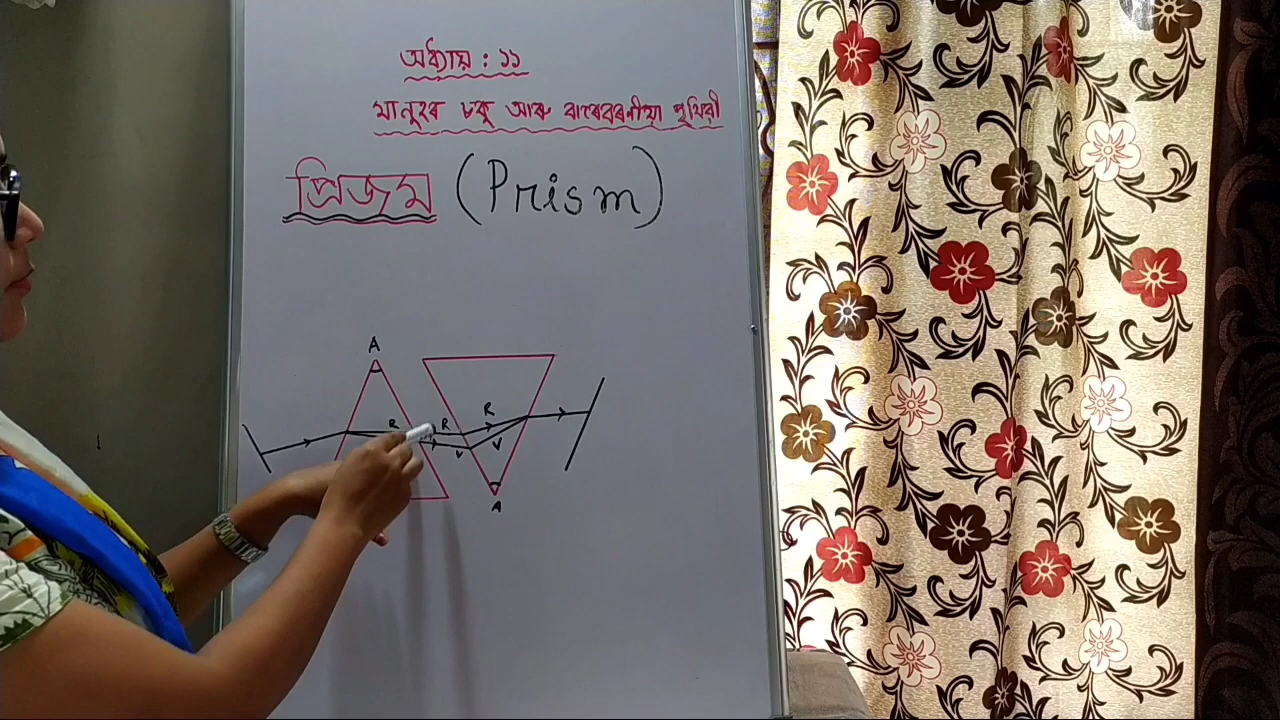 অধ্যায় : ১১
মানুহৰ চকু আৰু বাৰেবৰণীয়া পৃথিৱী
প্ৰিজম (Prism)
A
R R R
V V
A